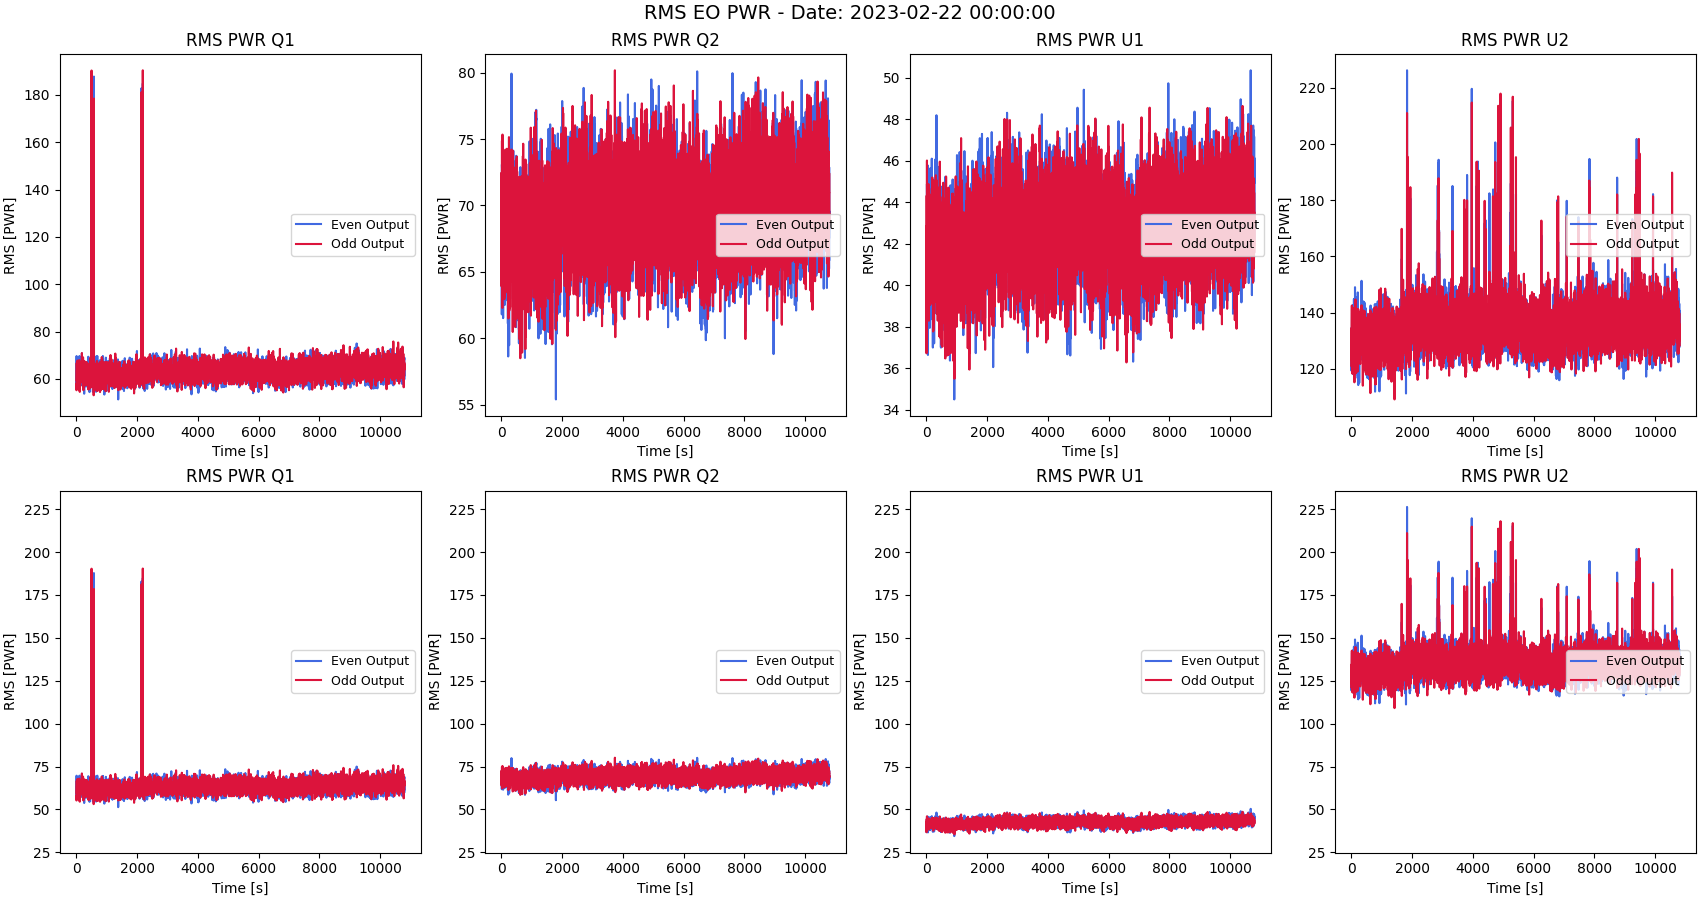 RMS EO PWR - Date: 2023-02-22 00:00:00
RMS PWR Q1
RMS [PWR]
180
160
140
120
100
80
60
0 2000 4000 6000 8000 10000
Time [s]
Even Output
Odd Output
RMS PWR Q2
RMS [PWR]
80
75
70
65
60
55
0 2000 4000 6000 8000 10000
Time [s]
Even Output
Odd Output
RMS PWR U1
RMS [PWR]
50
48
46
44
42
40
38
36
34
0 2000 4000 6000 8000 10000
Time [s]
Even Output
Odd Output
RMS PWR U2
RMS [PWR]
220
200
180
160
140
120
0 2000 4000 6000 8000 10000
Time [s]
Even Output
Odd Output
RMS PWR Q1
RMS [PWR]
225
200
175
150
125
100
75
50
25
0 2000 4000 6000 8000 10000
Time [s]
Even Output
Odd Output
RMS PWR Q2
RMS [PWR]
225
200
175
150
125
100
75
50
25
0 2000 4000 6000 8000 10000
Time [s]
Even Output
Odd Output
RMS PWR U1
RMS [PWR]
225
200
175
150
125
100
75
50
25
0 2000 4000 6000 8000 10000
Time [s]
Even Output
Odd Output
RMS PWR U2
RMS [PWR]
225
200
175
150
125
100
75
50
25
0 2000 4000 6000 8000 10000
Time [s]
Even Output
Odd Output